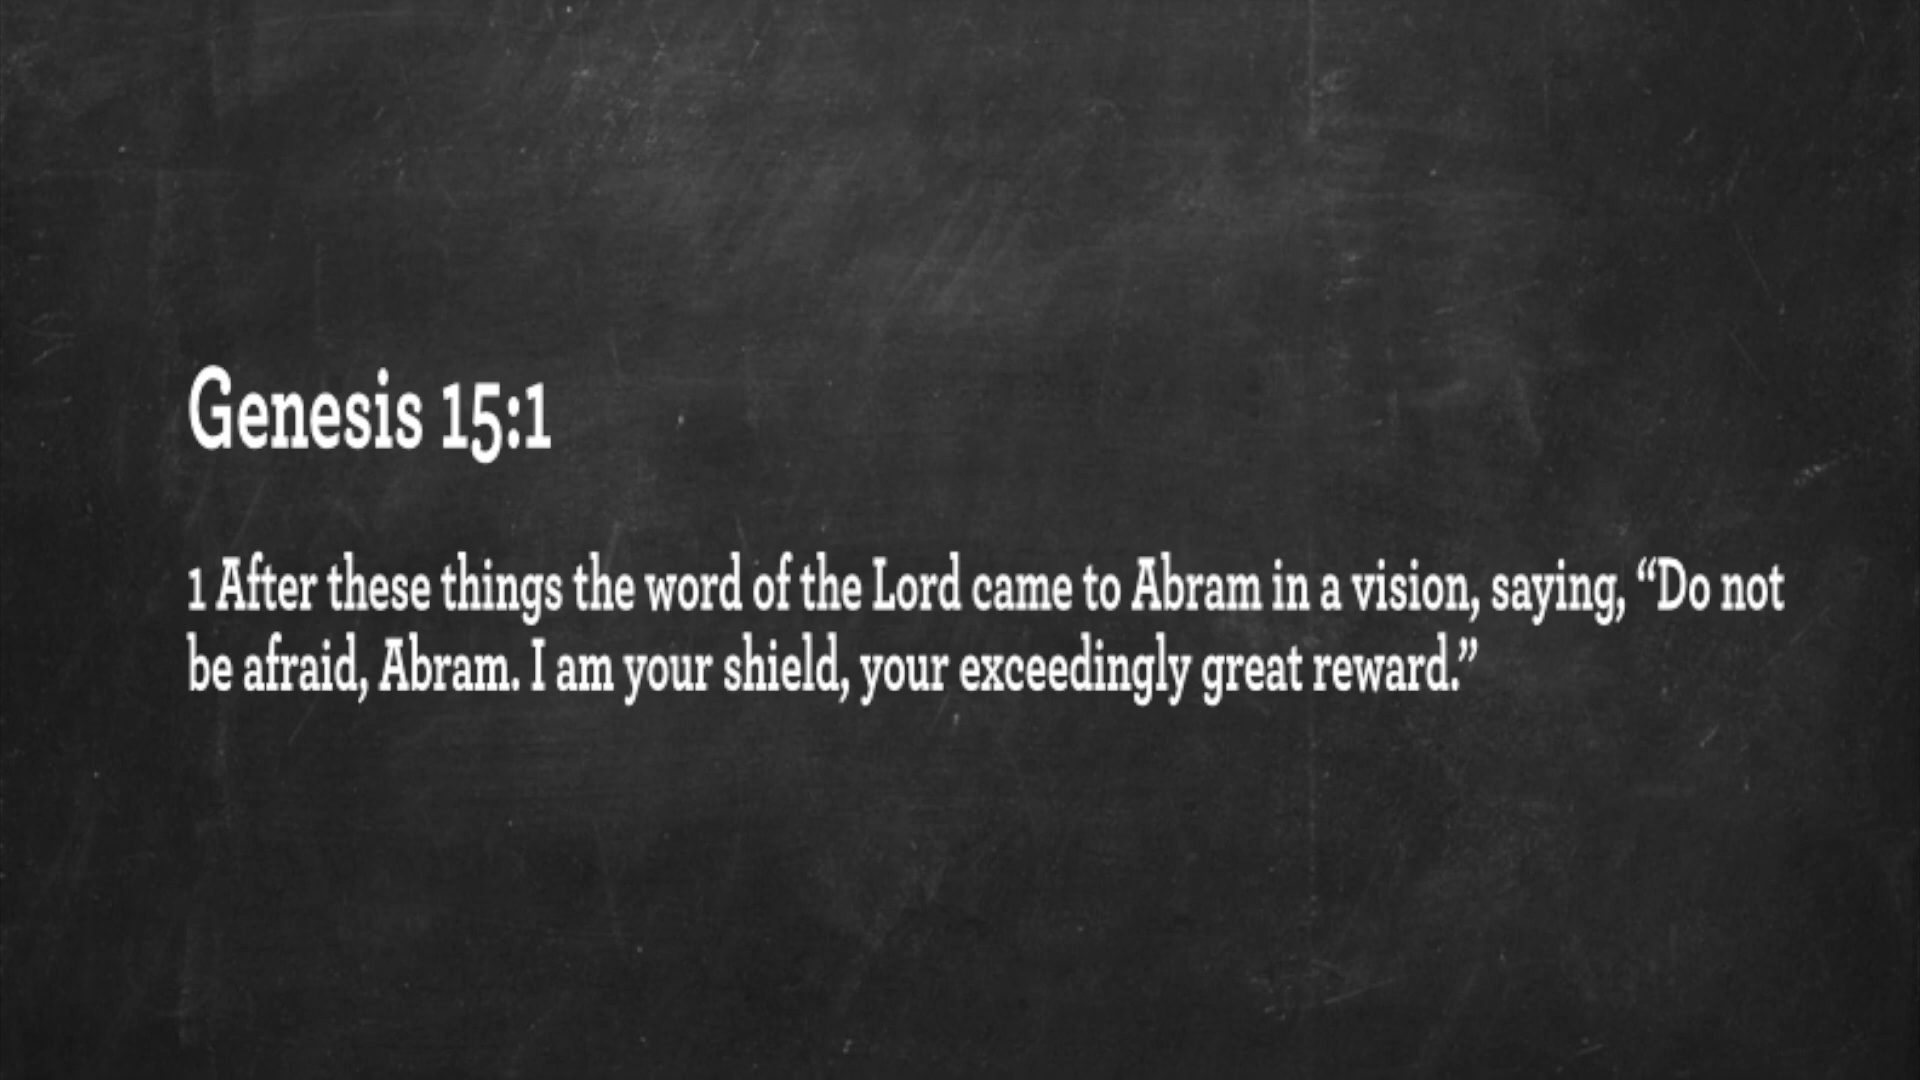 Genesis 15:1
1 After these things the word of the Lord came to Abram in a vision, saying, “Do not
be afraid, Abram. I am your shield, your exceedingly great reward.”